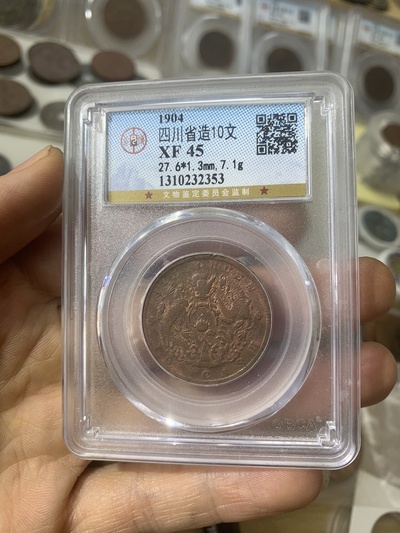 1904
四川省造10文
XF 45
27.6*1.3mm,7.1g
1310232353
★ 文物鉴定委员会监制 ★